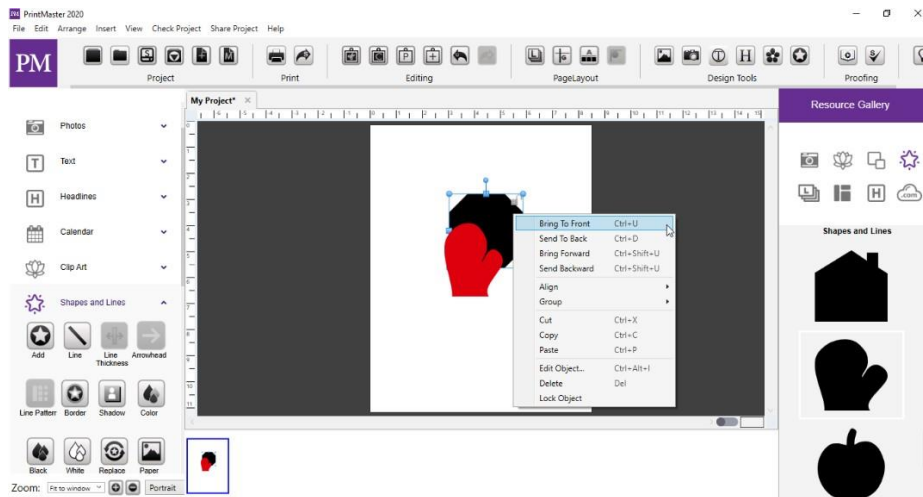 PM PrintMaster 2020
File Edit Arrange Insert View Check Project Share Project Help
PM
Project Print Editing PageLayout Design Tools Proofing
My Project*
Resource Gallery
Photos
Text
Headlines
Calendar
Clip Art
Shapes and Lines
Add Line Line Thickness Arrowhead
Line Pattern Border Shadow Color
Black White Replace Paper
Zoom: Fit to window Portrait
Bring To Front Ctrl+U
Send To Back Ctrl+D
Bring Forward Ctrl+Shift+U
Send Backward Ctrl+Shift+U
Align
Group
Cut Ctrl+X
Copy Ctrl+C
Paste Ctrl+P
Edit Object... Ctrl+Alt+I
Delete Del
Lock Object
.com
Shapes and Lines